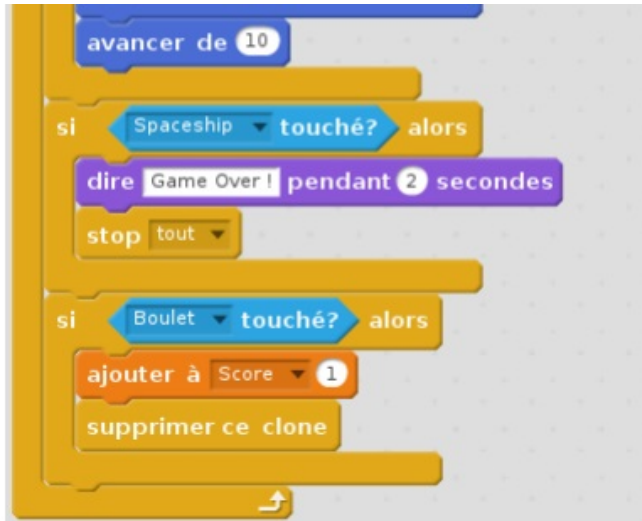 avancer de 10
si Spaceship touché? alors
dire Game Over ! pendant 2 secondes
stop tout
si Boulet touché? alors
ajouter à Score 1
supprimer ce clone